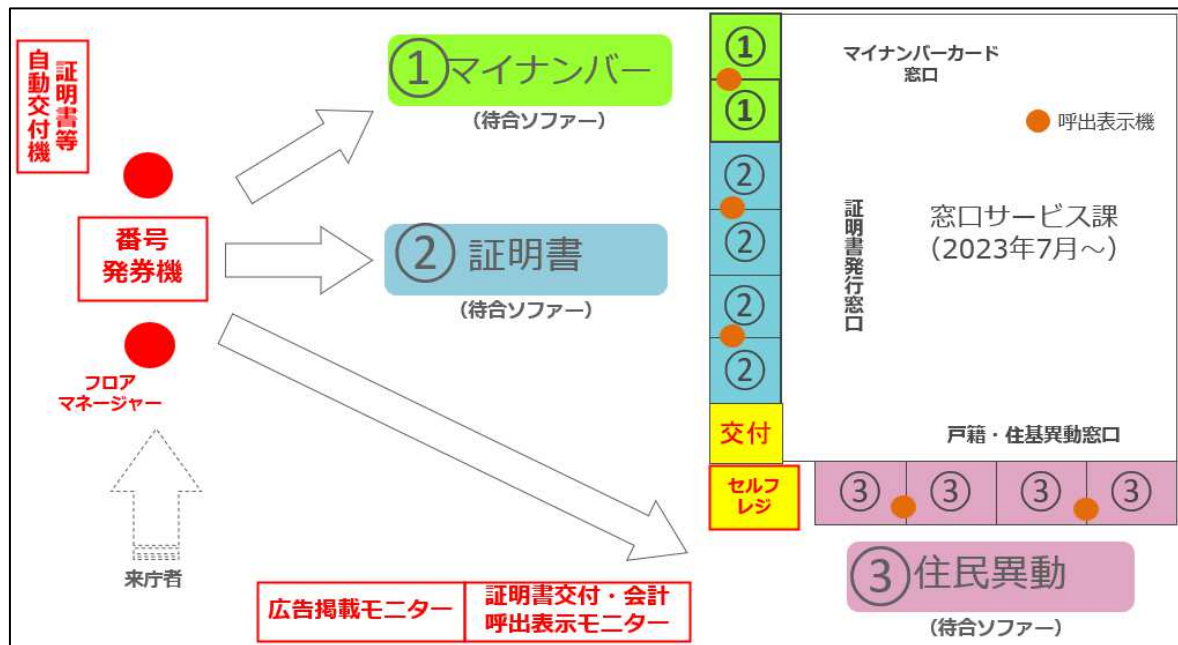 証明書等
自動交付機
番号
発券機
フロア
マネージャー
来庁者
①マイナンバー
(待合ソファー)
② 証明書
(待合ソファー)
①
①
②
②
②
②
交付
セルフ
レジ
マイナンバーカード
窓口
呼出表示機
証明書発行窓口
窓口サービス課
(2023年7月~)
戸籍・住基異動窓口
③
③
③
③
③住民異動
(待合ソファー)
広告掲載モニター
証明書交付・会計
呼出表示モニター